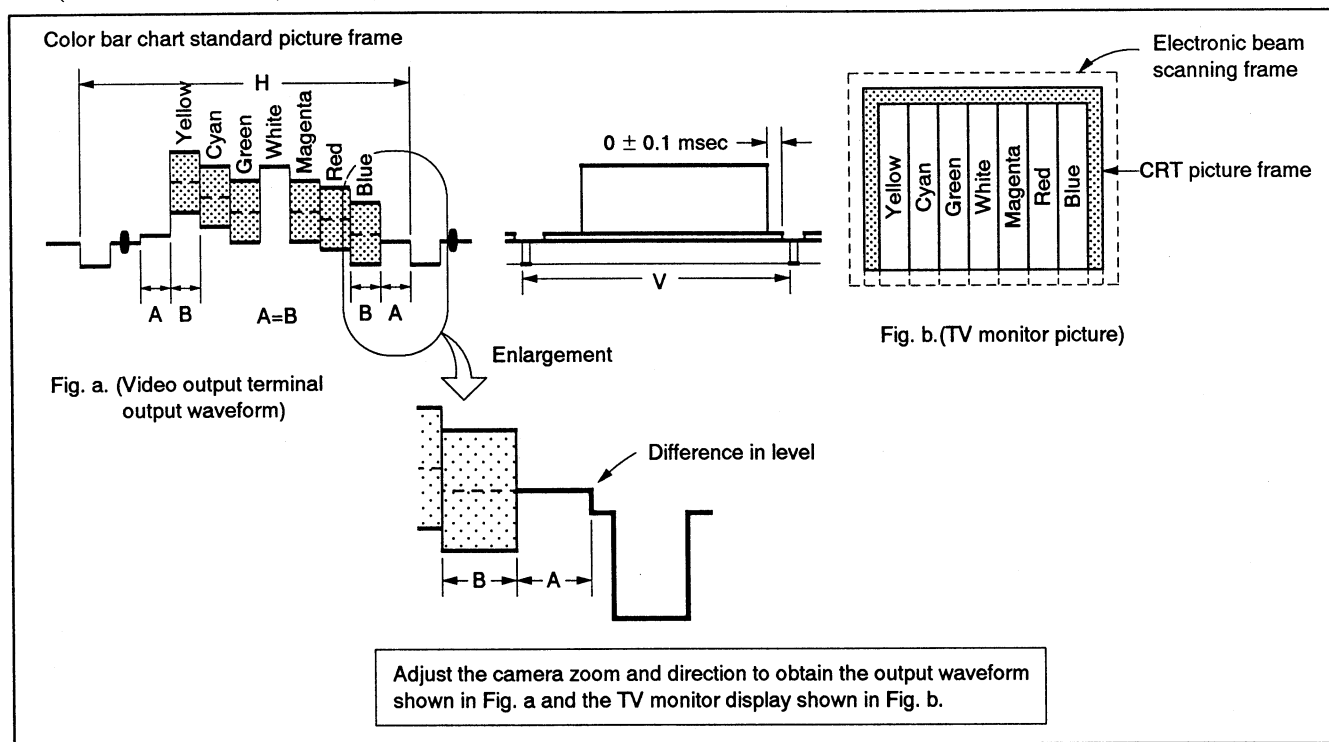 Color bar chart standard picture frame
H
Yellow
Cyan
Green
White
Magenta
Red
Blue
A
B
A=B
B
A
Fig. a. (Video output terminal
output waveform)
0 ± 0.1 msec
V
Electronic beam
scanning frame
CRT picture frame
Yellow
Cyan
Green
White
Magenta
Red
Blue
Fig. b.(TV monitor picture)
Enlargement
Difference in level
B
A
Adjust the camera zoom and direction to obtain the output waveform
shown in Fig. a and the TV monitor display shown in Fig. b.